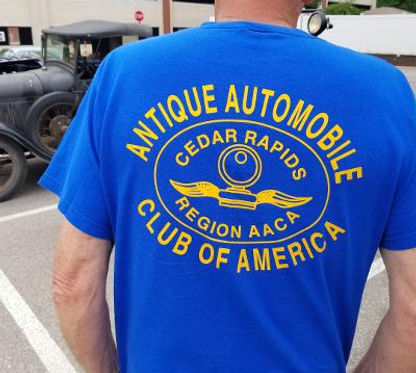 ANTIQUE AUTOMOBILE
CEDAR RAPIDS
REGION AACA
CLUB OF AMERICA